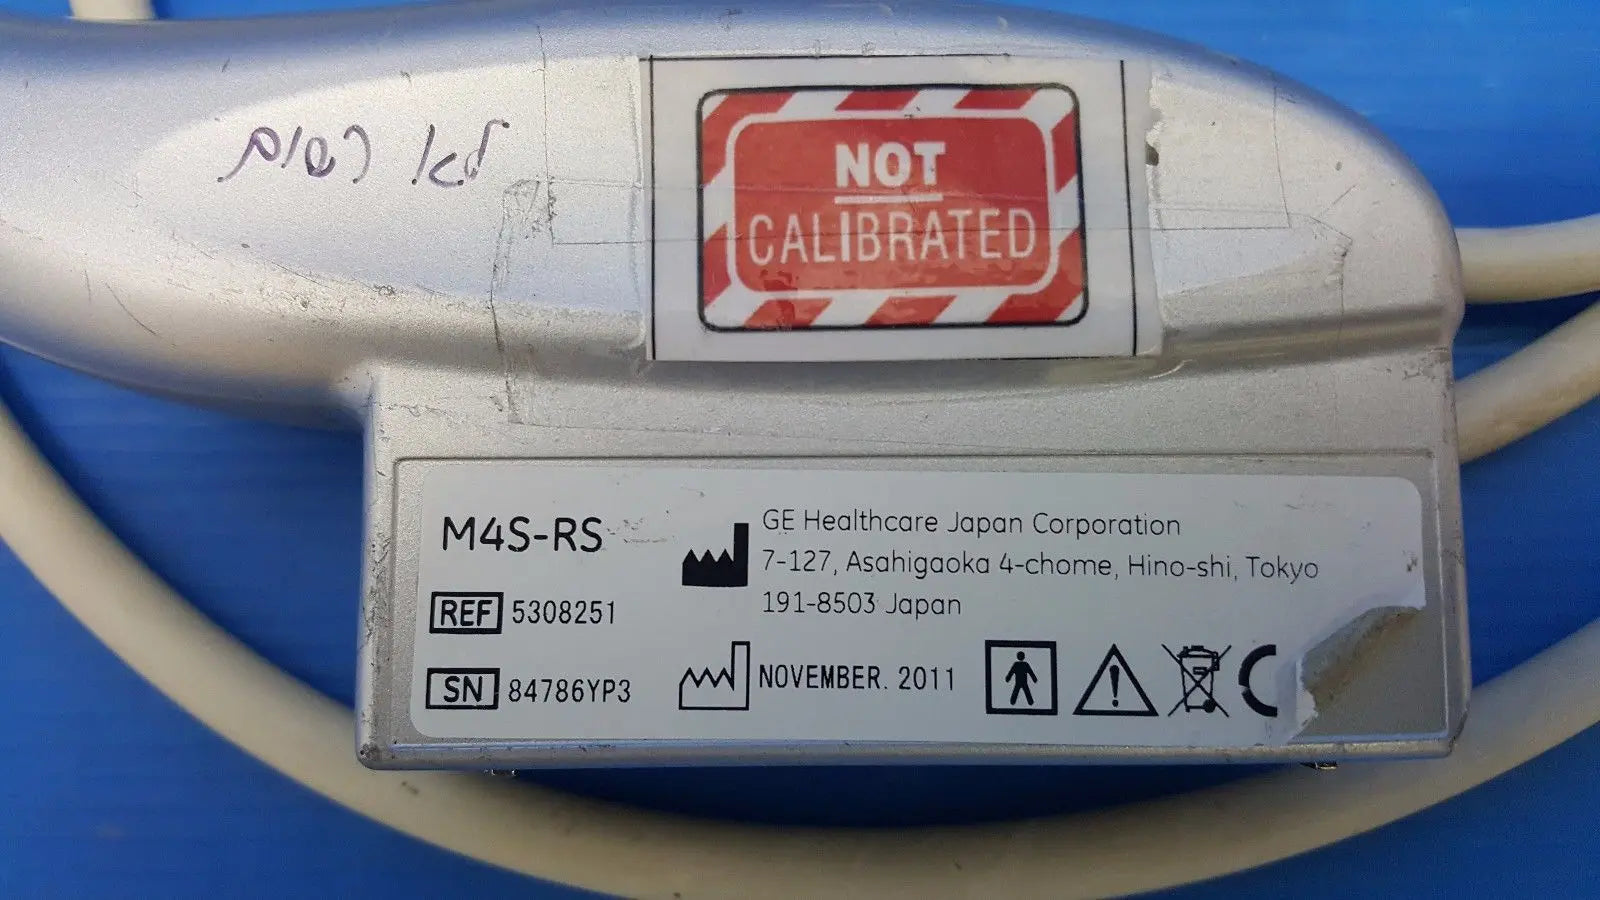 לא רשום
NOT
CALIBRATED
M4S-RS
GE Healthcare Japan Corporation
7-127, Asahigaoka 4-chome, Hino-shi, Tokyo
191-8503 Japan
REF 5308251
SN 84786YP3
NOVEMBER. 2011